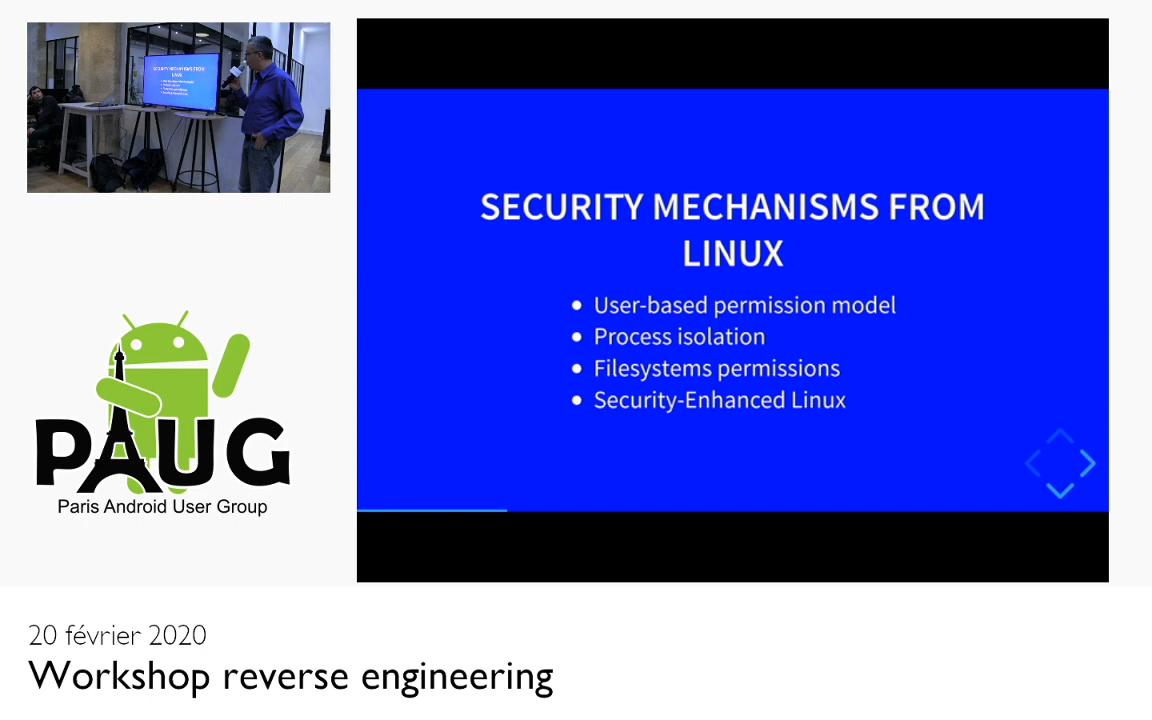 SECURITY MECHANISMS FROM
LINUX
User-based permission model
Process isolation
Filesystems permissions
Security-Enhanced Linux
PAUG
Paris Android User Group
20 février 2020
Workshop reverse engineering